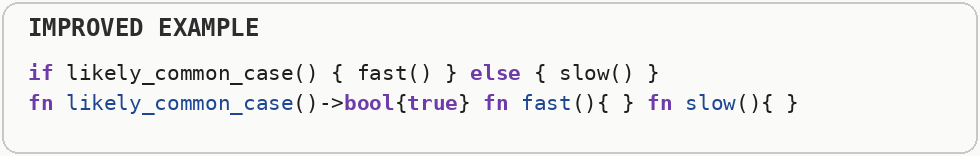 IMPROVED EXAMPLE
if likely_common_case() { fast() } else { slow() }
fn likely_common_case()->bool{true} fn fast(){ } fn slow(){ }